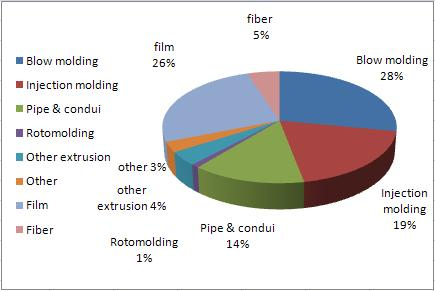 Blow molding
Injection molding
Pipe & condui
Rotomolding
Other extrusion
Other
Film
Fiber
fiber
5%
film
26%
Blow molding
28%
other 3%
other
extrusion 4%
Injection
molding
19%
Pipe & condui
14%
Rotomolding
1%